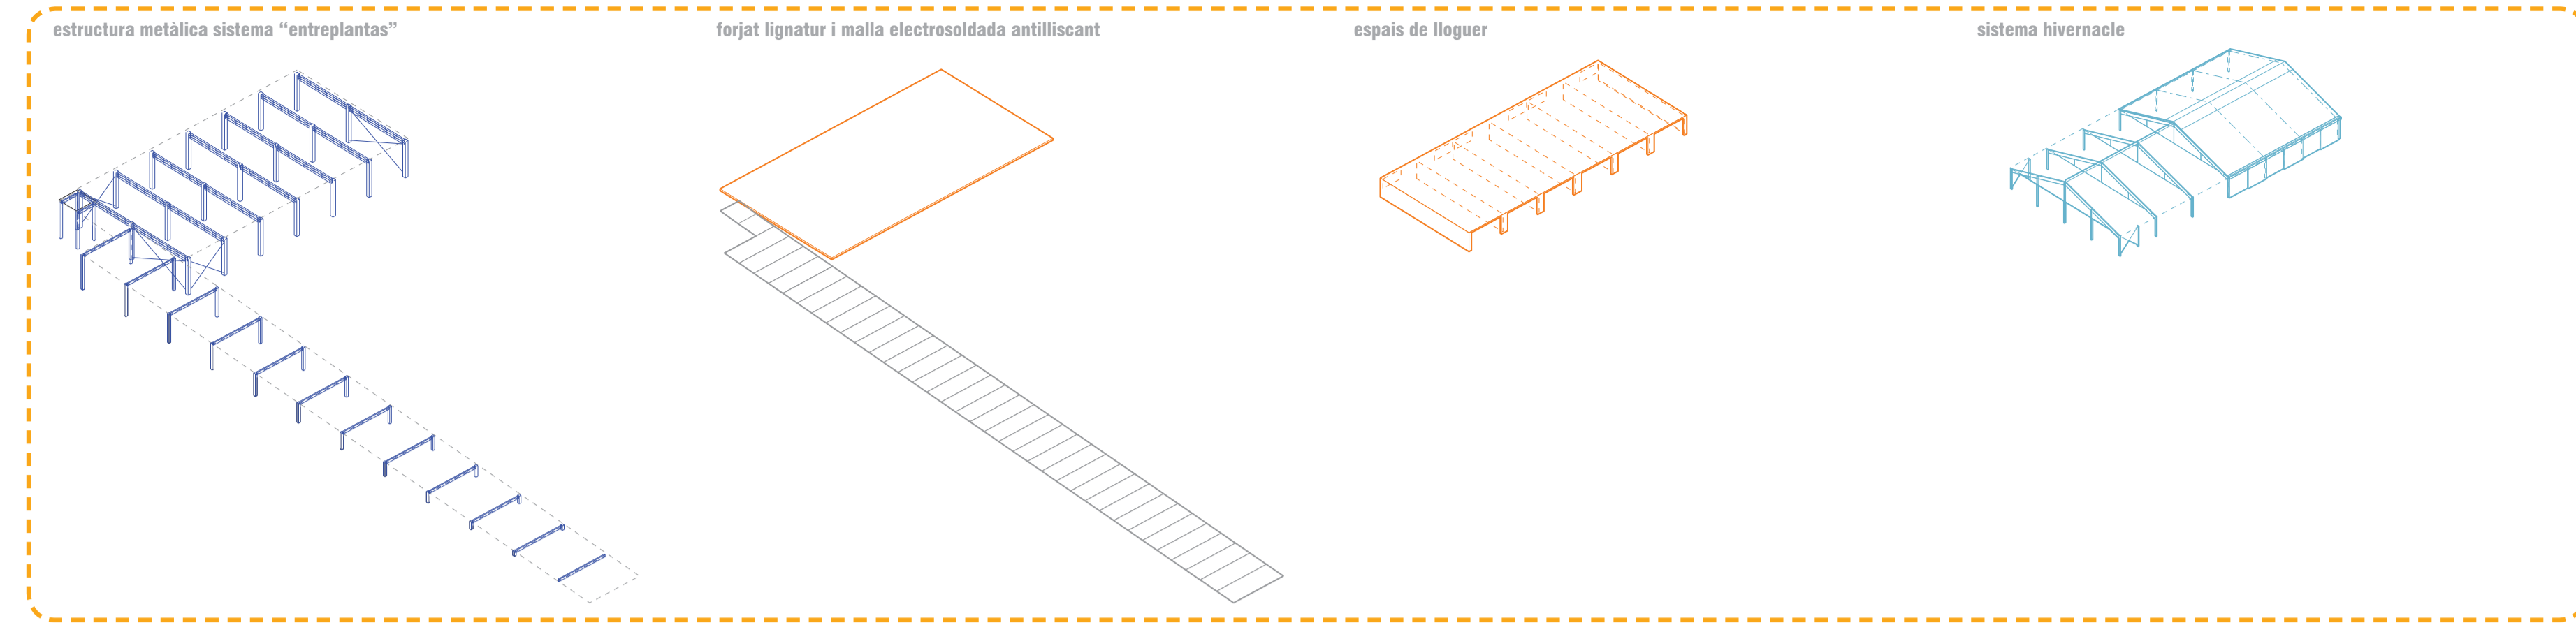 estructura metàlica sistema “entreplantas”
forjat lignatur i malla electrosoldada antilliscant
espais de lloguer
sistema hivernacle